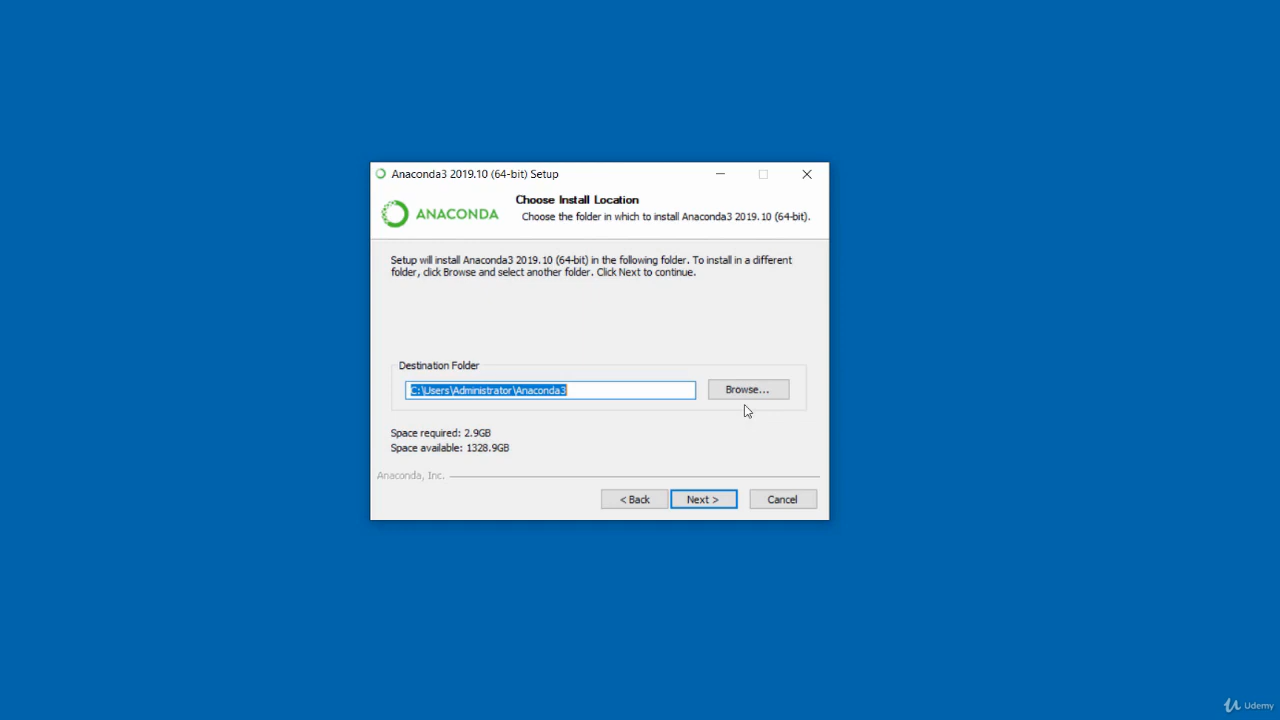 Anaconda3 2019.10 (64-bit) Setup
ANACONDA
Choose Install Location
Choose the folder in which to install Anaconda3 2019.10 (64-bit).
Setup will install Anaconda3 2019.10 (64-bit) in the following folder. To install in a different
folder, click Browse and select another folder. Click Next to continue.
Destination Folder
C:\Users\Administrator\Anaconda3
Browse...
Space required: 2.9GB
Space available: 1328.9GB
Anaconda, Inc.
< Back
Next >
Cancel
Udemy